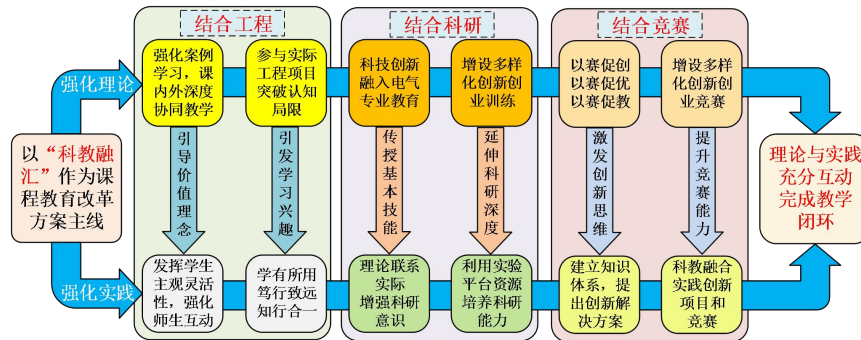 结合工程
结合科研
结合竞赛
强化理论
强化案例
学习，课
内外深度
协同教学
参与实际
工程项目
突破认知
局限
科技创新
融入电气
专业教育
增设多样
化创新创
业训练
以赛促创
以赛促优
以赛促教
增设多样
化创新创
业竞赛
引导价值理念
引发学习兴趣
传授基本技能
延伸科研深度
激发创新思维
提升竞赛能力
以“科教融
汇”作为课
程教育改革
方案主线
理论与实践
充分互动
完成教学
闭环
强化实践
发挥学生
主观灵活
性，强化
师生互动
学有所用
笃行致远
知行合一
理论联系
实际
增强科研
意识
利用实验
平台资源
培养科研
能力
建立知识
体系，提
出创新解
决方案
科教融合
实践创新
项目和
竞赛